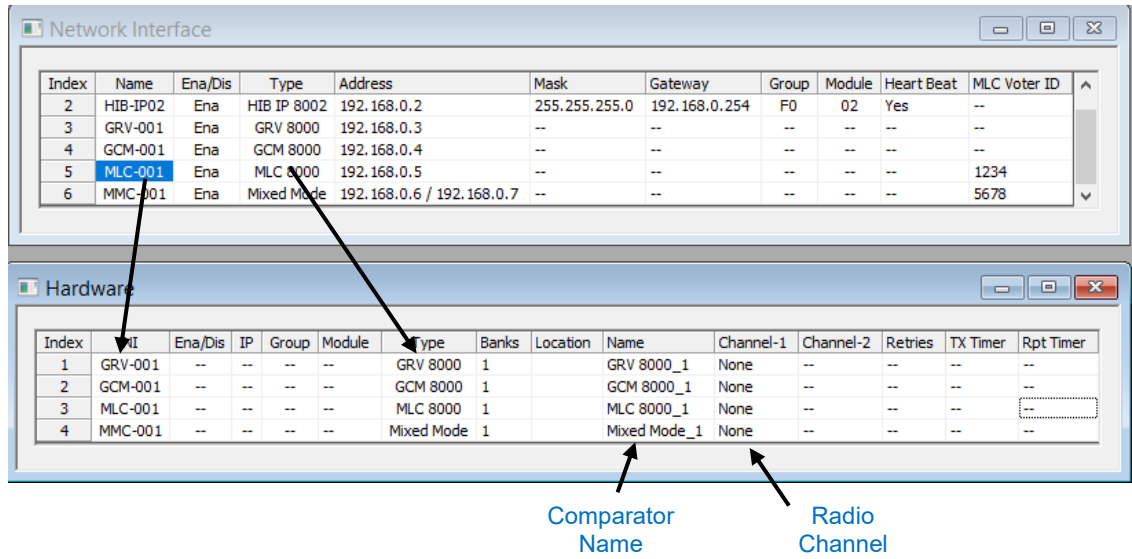 Network Interface
Index Name Ena/Dis Type Address Mask Gateway Group Module Heart Beat MLC Voter ID
2 HIB-IP02 Ena HIB IP 8002 192.168.0.2 255.255.255.0 192.168.0.254 F0 02 Yes --
3 GRV-001 Ena GRV 8000 192.168.0.3 -- -- -- -- -- --
4 GCM-001 Ena GCM 8000 192.168.0.4 -- -- -- -- -- --
5 MLC-001 Ena MLC 8000 192.168.0.5 -- -- -- -- -- 1234
6 MMC-001 Ena Mixed Mode 192.168.0.6 / 192.168.0.7 -- -- -- -- -- 5678
Hardware
Index NI Ena/Dis IP Group Module Type Banks Location Name Channel-1 Channel-2 Retries TX Timer Rpt Timer
1 GRV-001 -- -- -- -- GRV 8000 1 GRV 8000_1 None -- -- -- --
2 GCM-001 -- -- -- -- GCM 8000 1 GCM 8000_1 None -- -- -- --
3 MLC-001 -- -- -- -- MLC 8000 1 MLC 8000_1 None -- -- -- --
4 MMC-001 -- -- -- -- Mixed Mode 1 Mixed Mode_1 None -- -- -- --
Comparator Radio
Name Channel